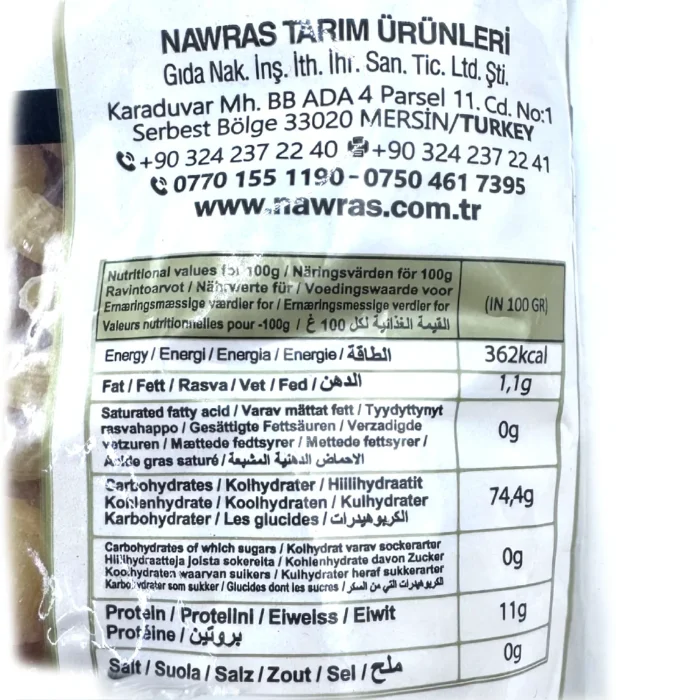 NAWRAS TARIM ÜRÜNLERİ
Gıda Nak. İnş. İth. İhr. San. Tic. Ltd. Şti.
Karaduvar Mh. BB ADA 4 Parsel 11. Cd. No:1
Serbest Bölge 33020 MERSİN/TURKEY
+90 324 237 22 40 +90 324 237 22 41
0770 155 1190 - 0750 461 7395
www.nawras.com.tr
Nutritional values for 100g / Näringsvärden för 100g
Ravintoarvot / Nährwerte für / Voedingswaarde voor
Ernæringsmæssige værdier for / Ernæringsmessige verdier for
Valeurs nutritionnelles pour -100g / القيمة الغذائية لكل 100 غ
(IN 100 GR)
Energy / Energi / Energia / Energie / الطاقة 362kcal
Fat / Fett / Rasva / Vet / Fed / الدهن 1,1g
Saturated fatty acid / Varav mättat fett / Tyydyttynyt
rasvahappo / Gesättigte Fettsäuren / Verzadigde
vetzuren / Mættede fedtsyrer / Mettede fettsyrer /
Acide gras saturé / الاحماض الدهنية المشبعة
0g
Carbohydrates / Kolhydrater / Hiilihydraatit
Kohlenhydrate / Koolhydraten / Kulhydrater
Karbohydrater / Les glucides / الكربوهيدرات
74,4g
Carbohydrates of which sugars / Kolhydrat varav sockerarter
Hiilihydraatteja joista sokereita / Kohlenhydrate davon Zucker
Koolhydraten waarvan suikers / Kulhydrater heraf sukkerarter
Karbohydrater som sukker / Glucides dont les sucres / الكربوهيدرات التي من السكر
0g
Protein / Proteiini / Eiweiss / Eiwit
Protéine / بروتين
11g
Salt / Suola / Salz / Zout / Sel / ملح 0g